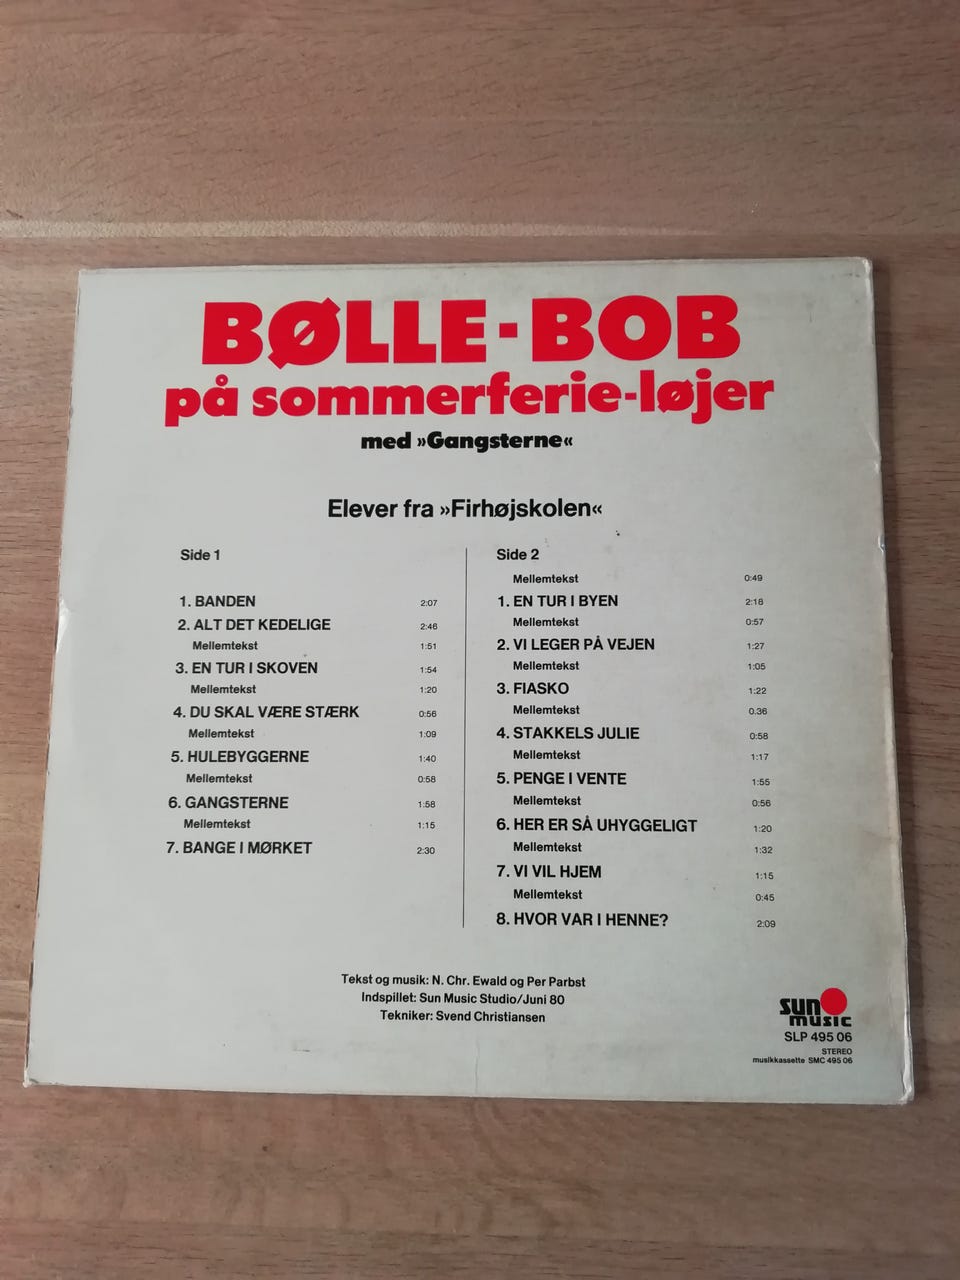 BØLLE-BOB
på sommerferie-løjer
med »Gangsterne«
Elever fra »Firhøjskolen«
Side 1
1. BANDEN 2:07
2. ALT DET KEDELIGE 2:46
Mellemtekst 1:51
3. EN TUR I SKOVEN 1:54
Mellemtekst 1:20
4. DU SKAL VÆRE STÆRK 0:56
Mellemtekst 1:09
5. HULEBYGGERNE 1:40
Mellemtekst 0:58
6. GANGSTERNE 1:58
Mellemtekst 1:15
7. BANGE I MØRKET 2:30
Side 2
Mellemtekst 0:49
1. EN TUR I BYEN 2:18
Mellemtekst 0:57
2. VI LEGER PÅ VEJEN 1:27
Mellemtekst 1:05
3. FIASKO 1:22
Mellemtekst 0.36
4. STAKKELS JULIE 0:58
Mellemtekst 1:17
5. PENGE I VENTE 1:55
Mellemtekst 0:56
6. HER ER SÅ UHYGGELIGT 1:20
Mellemtekst 1:32
7. VI VIL HJEM 1:15
Mellemtekst 0:45
8. HVOR VAR I HENNE? 2:09
Tekst og musik: N. Chr. Ewald og Per Parbst
Indspillet: Sun Music Studio/Juni 80
Tekniker: Svend Christiansen
sun
music
SLP 495 06
STEREO
musikkassette SMC 495 06